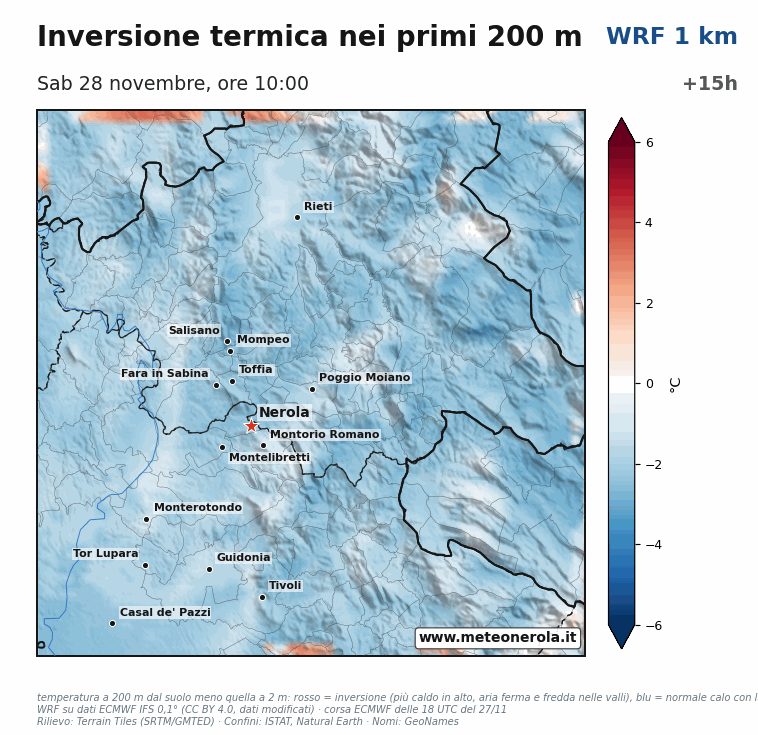 Inversione termica nei primi 200 m
WRF 1 km
Sab 28 novembre, ore 10:00
+15h
Rieti
Salisano
Mompeo
Toffia
Fara in Sabina
Poggio Moiano
Nerola
Montorio Romano
Montelibretti
Monterotondo
Tor Lupara
Guidonia
Tivoli
Casal de' Pazzi
www.meteonerola.it
6
4
2
0
−2
−4
−6
°C
temperatura a 200 m dal suolo meno quella a 2 m: rosso = inversione (più caldo in alto, aria ferma e fredda nelle valli), blu = normale calo con l
WRF su dati ECMWF IFS 0,1° (CC BY 4.0, dati modificati) · corsa ECMWF delle 18 UTC del 27/11
Rilievo: Terrain Tiles (SRTM/GMTED) · Confini: ISTAT, Natural Earth · Nomi: GeoNames